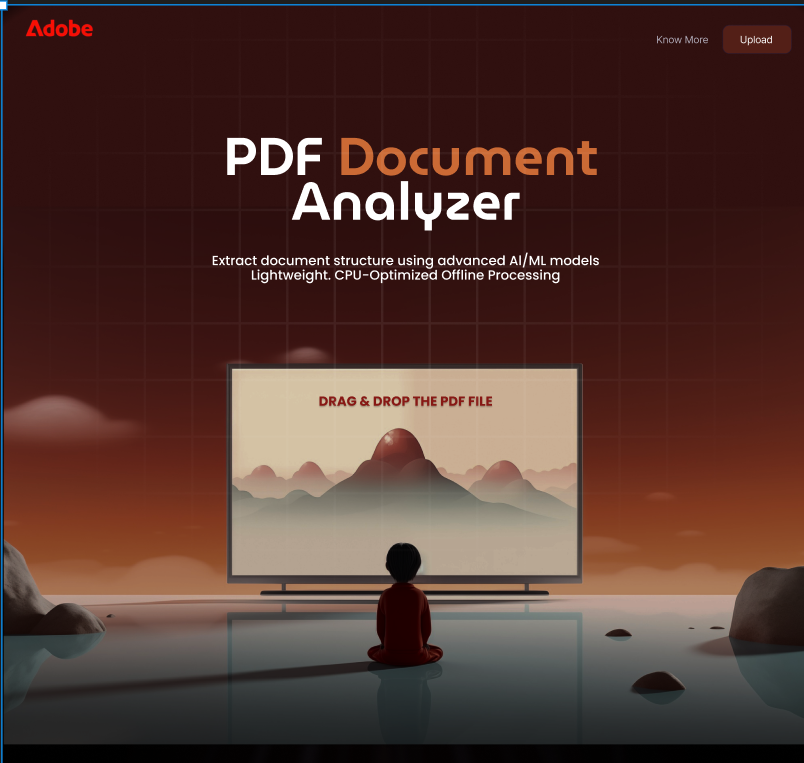 Adobe
Know More
Upload
PDF Document
Analyzer
Extract document structure using advanced AI/ML models
Lightweight. CPU-Optimized Offline Processing
DRAG & DROP THE PDF FILE